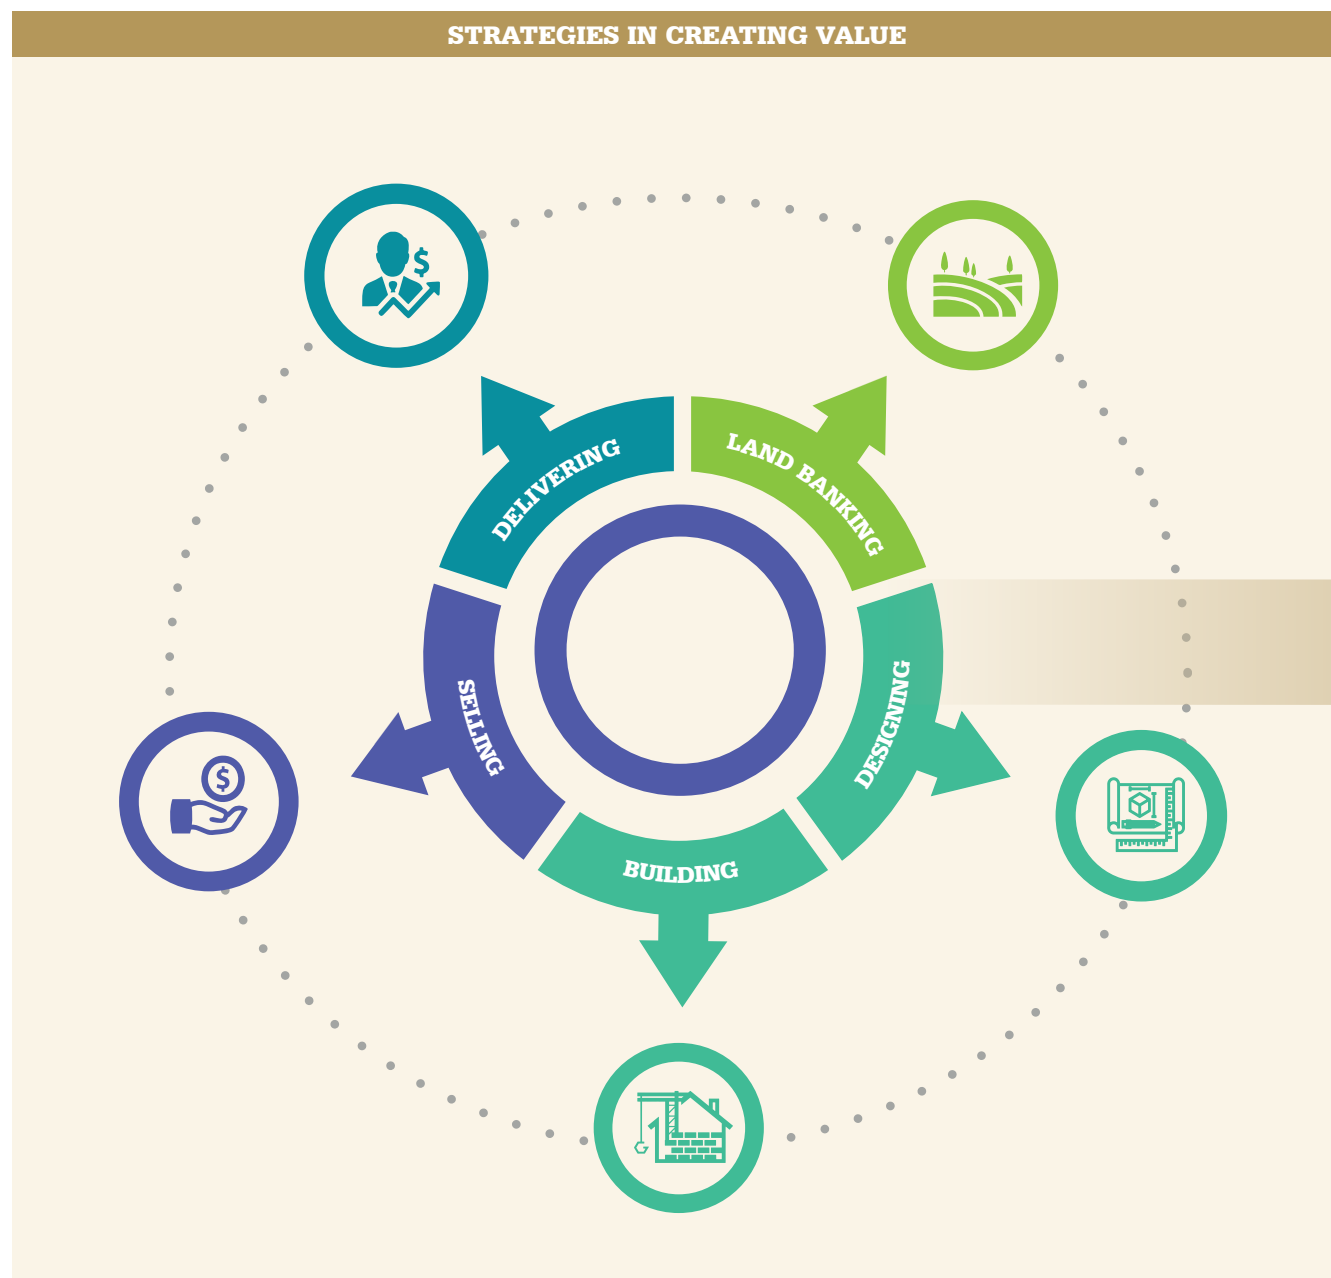 STRATEGIES IN CREATING VALUE
$
DELIVERING
LAND BANKING
SELLING
DESIGNING
$
BUILDING